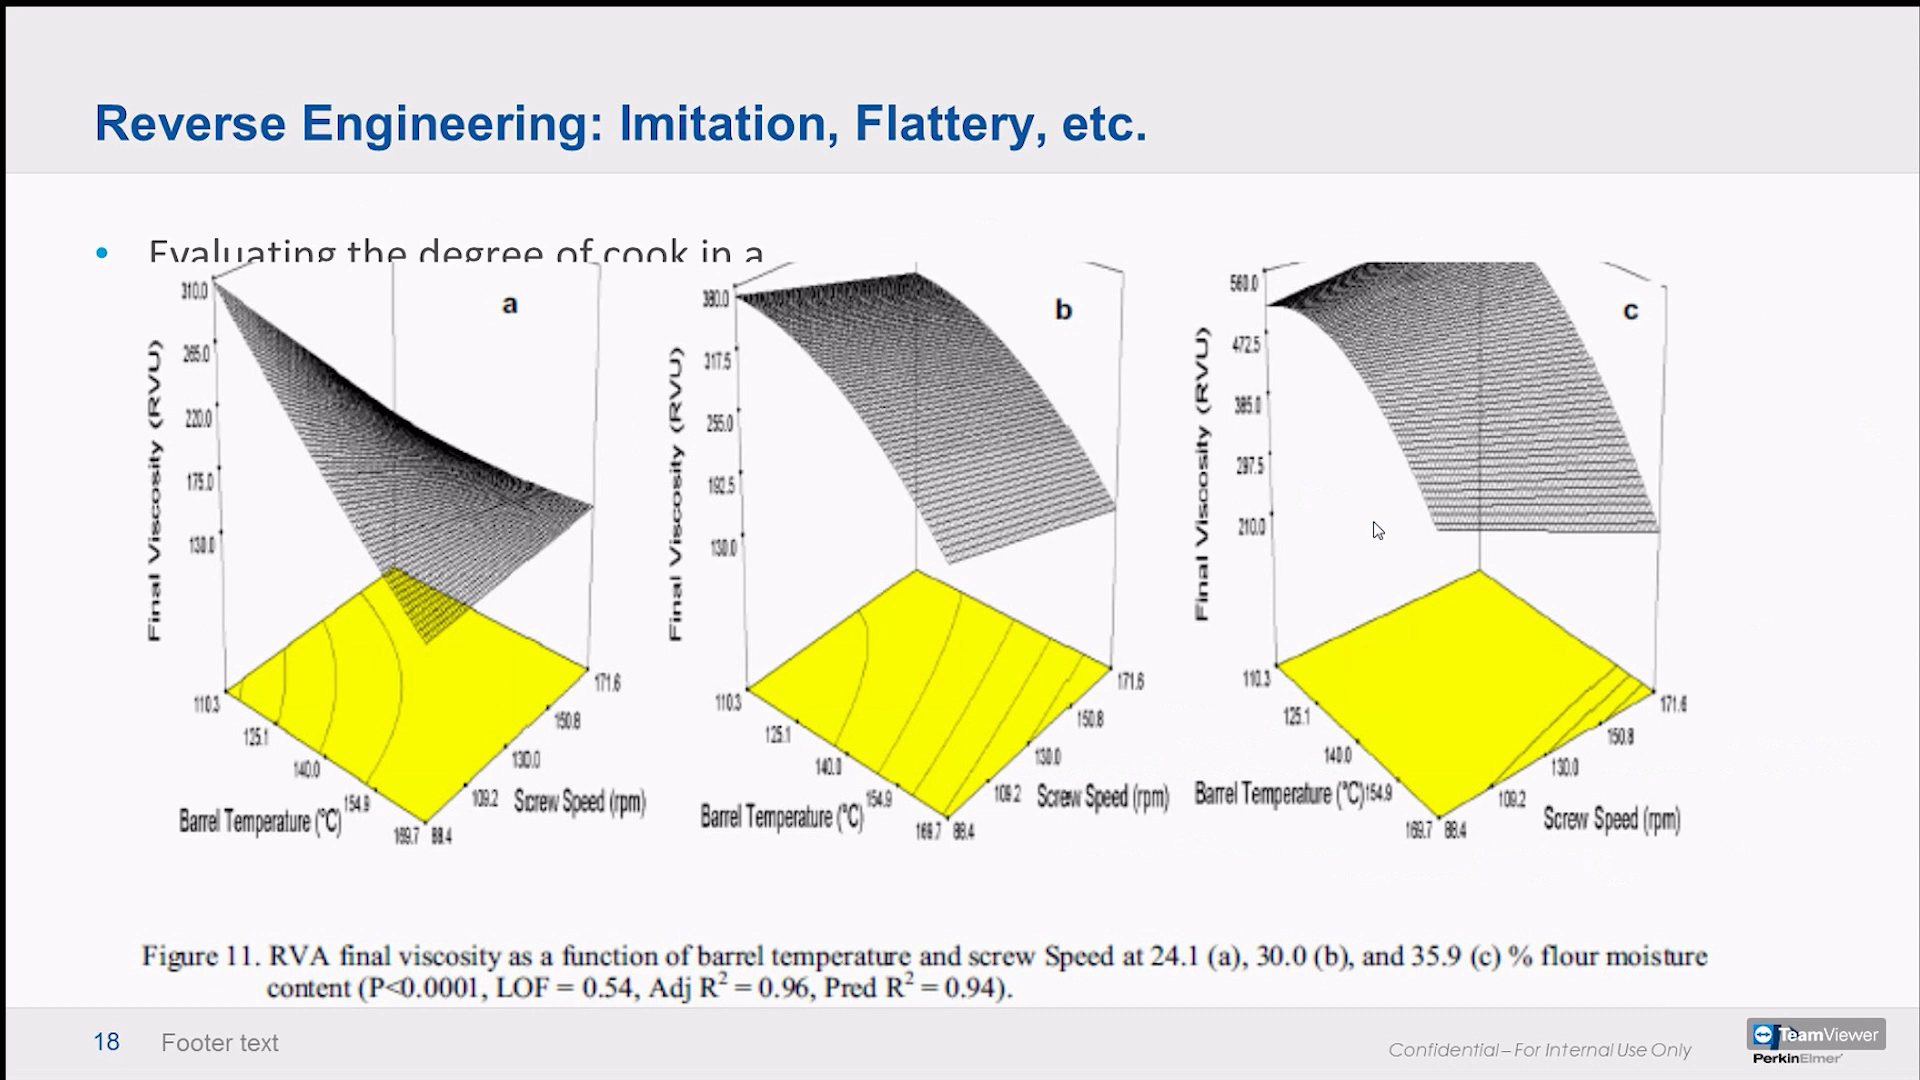 Reverse Engineering: Imitation, Flattery, etc.
• Evaluating the degree of cook in a
a
310.0
265.0
220.0
175.0
130.0
Final Viscosity (RVU)
110.3
125.1
140.0
154.9
169.7
Barrel Temperature (°C)
88.4
109.2
130.0
150.8
171.6
Screw Speed (rpm)
b
380.0
317.5
255.0
192.5
130.0
Final Viscosity (RVU)
110.3
125.1
140.0
154.9
169.7
Barrel Temperature (°C)
88.4
109.2
130.0
150.8
171.6
Screw Speed (rpm)
c
560.0
472.5
385.0
297.5
210.0
Final Viscosity (RVU)
110.3
125.1
140.0
154.9
169.7
Barrel Temperature (°C)
88.4
109.2
130.0
150.8
171.6
Screw Speed (rpm)
Figure 11. RVA final viscosity as a function of barrel temperature and screw Speed at 24.1 (a), 30.0 (b), and 35.9 (c) % flour moisture
content (P<0.0001, LOF = 0.54, Adj R² = 0.96, Pred R² = 0.94).
18 Footer text
Confidential – For Internal Use Only
TeamViewer
PerkinElmer